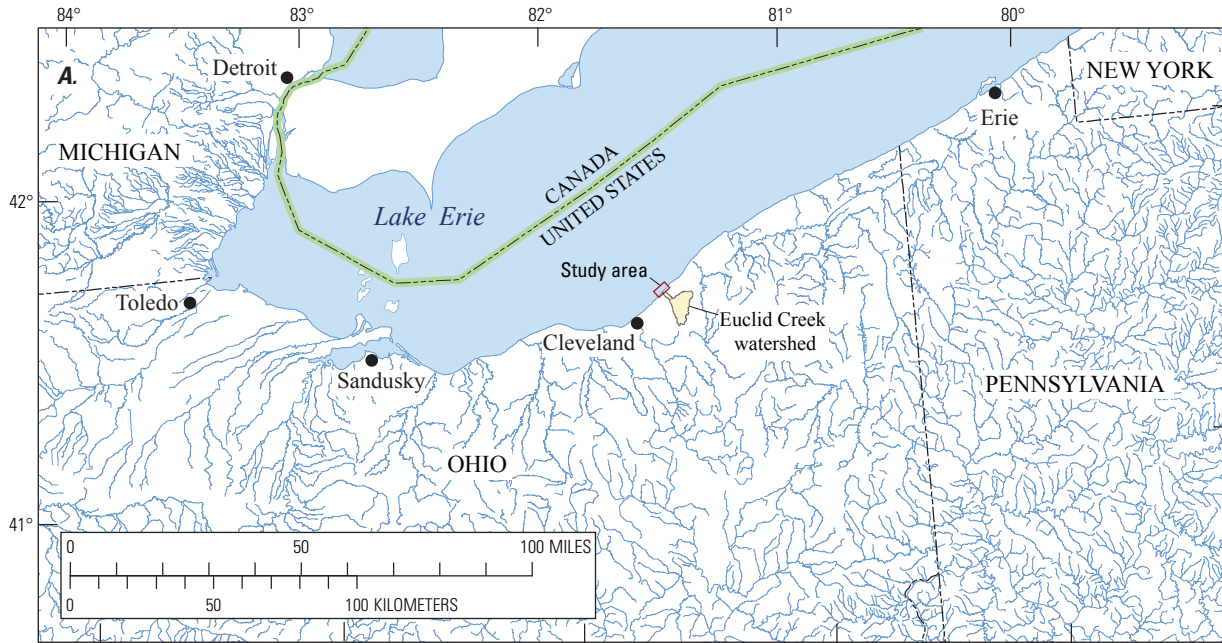 84°
83°
82°
81°
80°
A.
Detroit
NEW YORK
Erie
MICHIGAN
CANADA
UNITED STATES
42°
Lake Erie
Study area
Toledo
Euclid Creek
watershed
Cleveland
Sandusky
PENNSYLVANIA
OHIO
41°
0 50 100 MILES
0 50 100 KILOMETERS